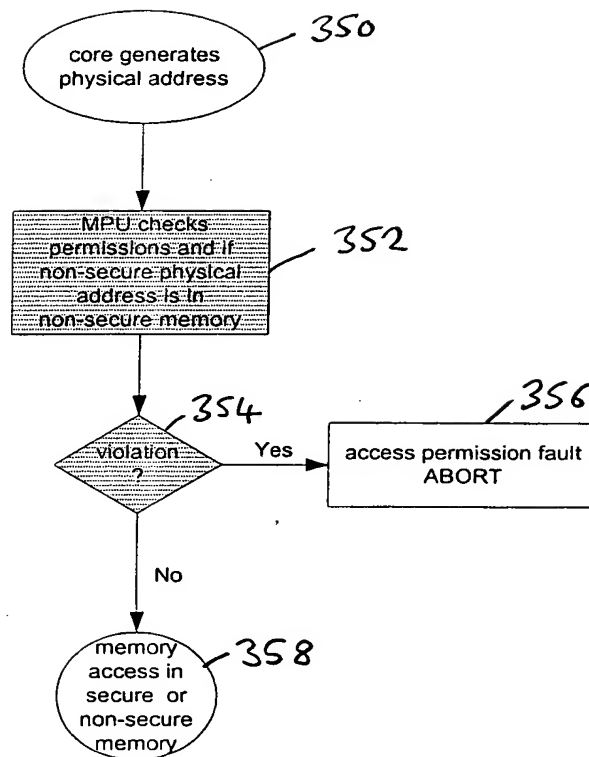 350
core generates
physical address
MPU checks
permissions and if
non-secure physical
address is in
non-secure memory
352
354
violation
?
Yes
356
access permission fault
ABORT
No
memory
access in
secure or
non-secure
memory
358